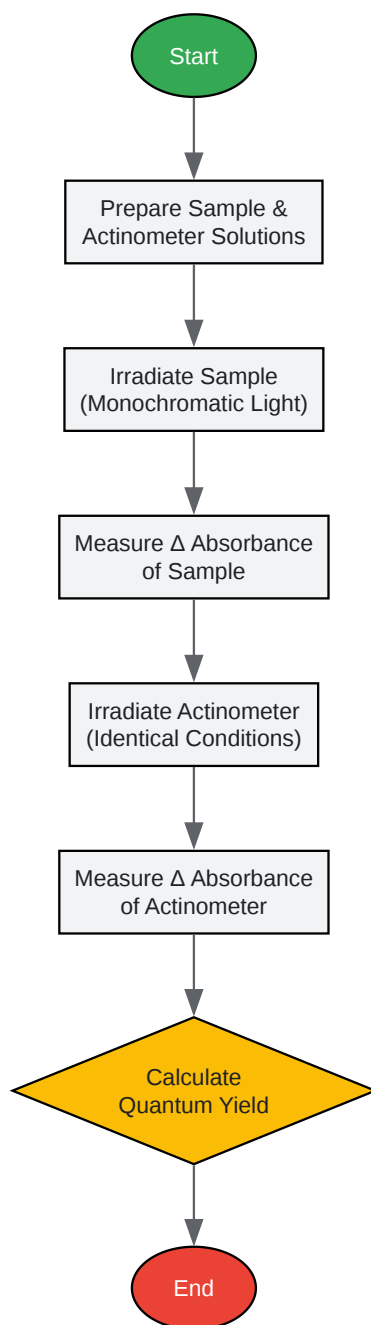 Start
Prepare Sample &
Actinometer Solutions
Irradiate Sample
(Monochromatic Light)
Measure Δ Absorbance
of Sample
Irradiate Actinometer
(Identical Conditions)
Measure Δ Absorbance
of Actinometer
Calculate
Quantum Yield
End